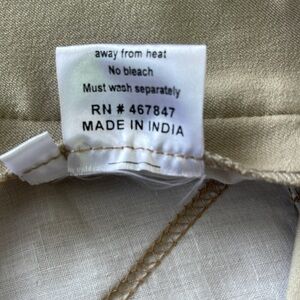 away from heat
No bleach
Must wash separately
RN # 467847
MADE IN INDIA